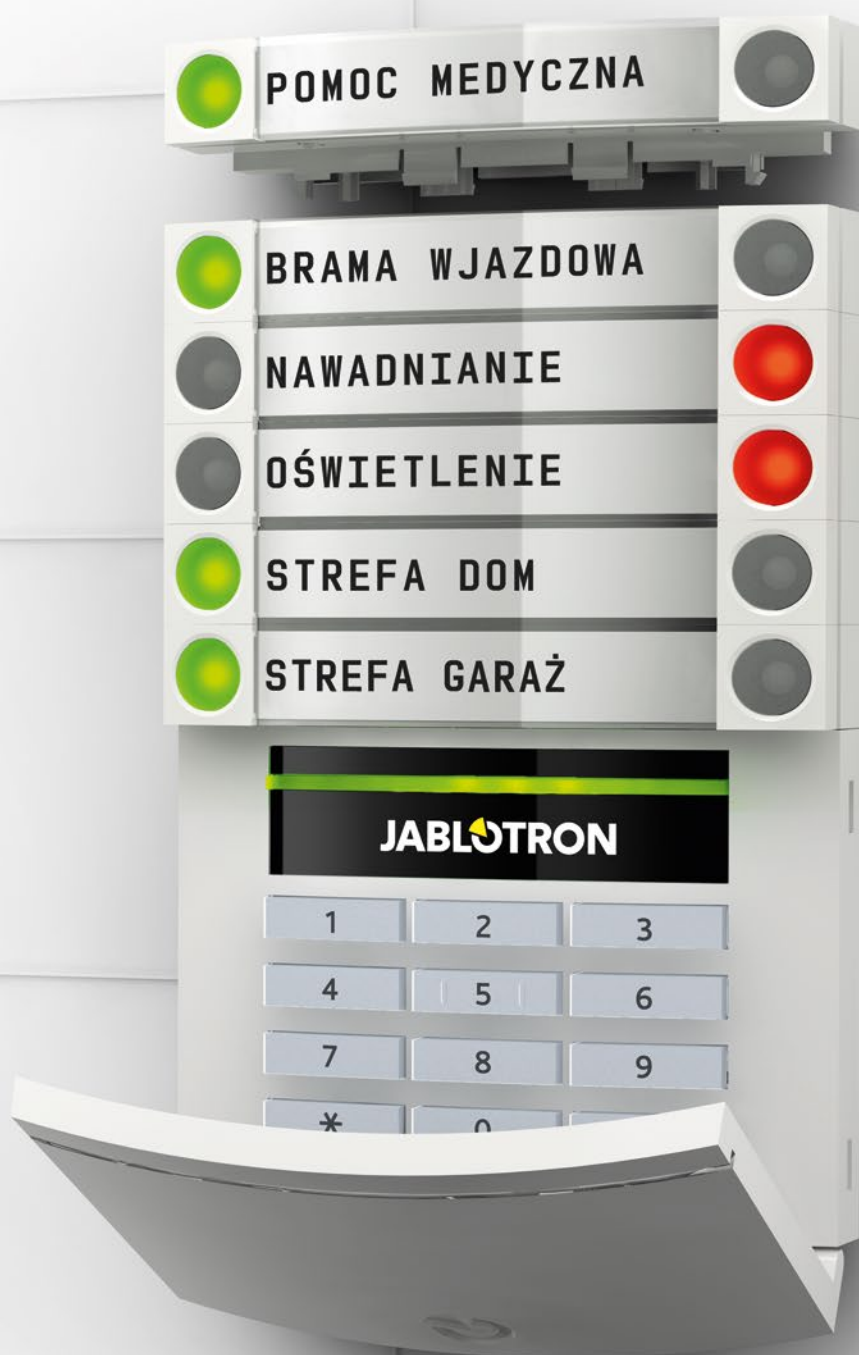 POMOC MEDYCZNA
BRAMA WJAZDOWA
NAWADNIANIE
OŚWIETLENIE
STREFA DOM
STREFA GARAŻ
JABLOTRON
1 2 3
4 5 6
7 8 9
* 0